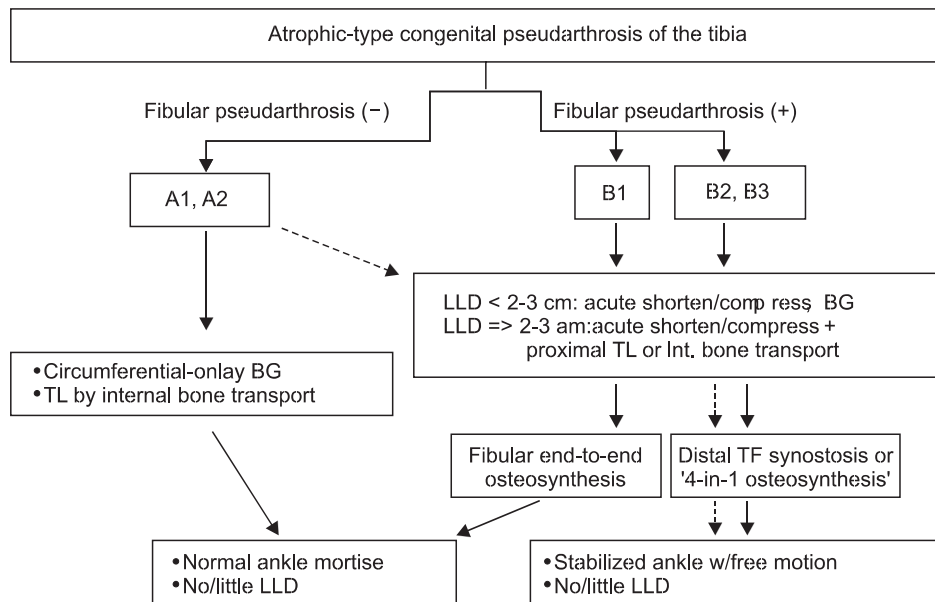 Atrophic-type congenital pseudarthrosis of the tibia
Fibular pseudarthrosis (−)
Fibular pseudarthrosis (+)
A1, A2
B1
B2, B3
LLD < 2-3 cm: acute shorten/comp ress, BG
LLD => 2-3 am:acute shorten/compress +
proximal TL or Int. bone transport
•Circumferential-onlay BG
•TL by internal bone transport
Fibular end-to-end
osteosynthesis
Distal TF synostosis or
'4-in-1 osteosynthesis'
•Normal ankle mortise
•No/little LLD
•Stabilized ankle w/free motion
•No/little LLD